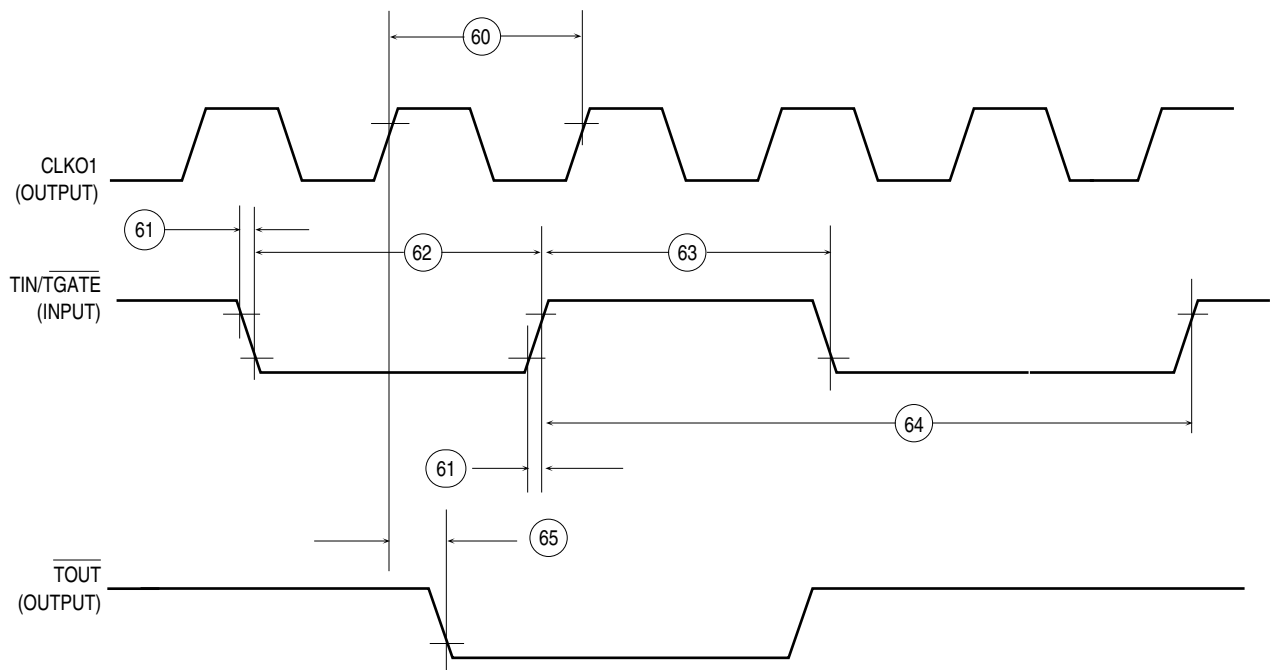 60
CLKO1
(OUTPUT)
61
62
63
TIN/TGATE
(INPUT)
64
61
65
TOUT
(OUTPUT)